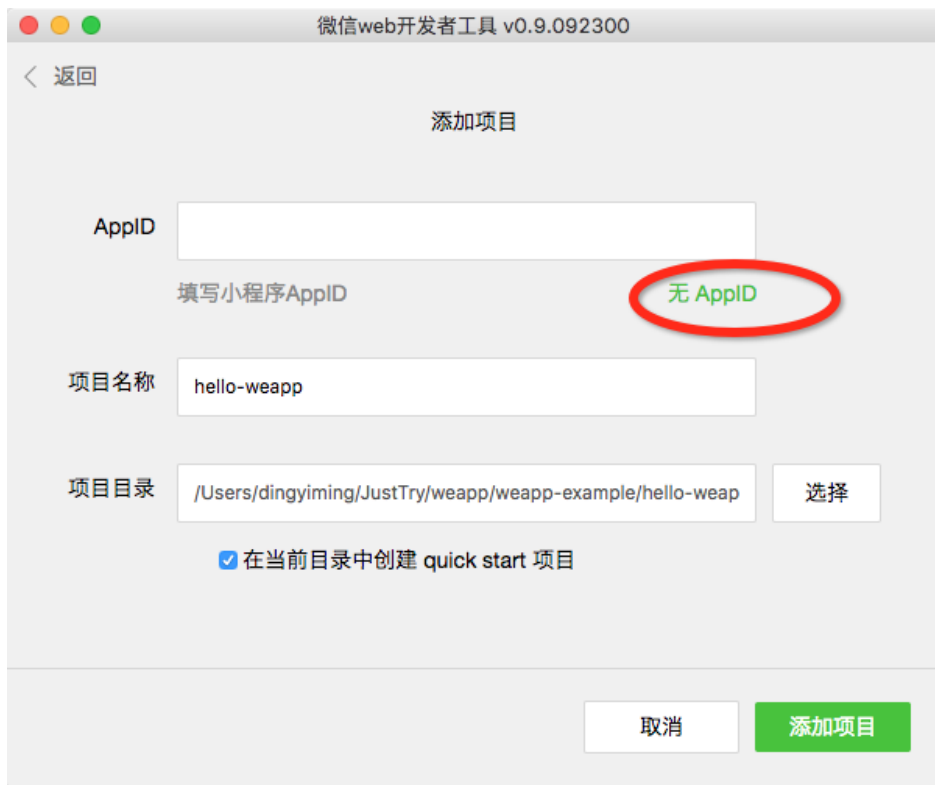 微信web开发者工具 v0.9.092300
返回
添加项目
AppID
填写小程序AppID 无 AppID
项目名称 hello-weapp
项目目录 /Users/dingyiming/JustTry/weapp/weapp-example/hello-weap 选择
在当前目录中创建 quick start 项目
取消 添加项目